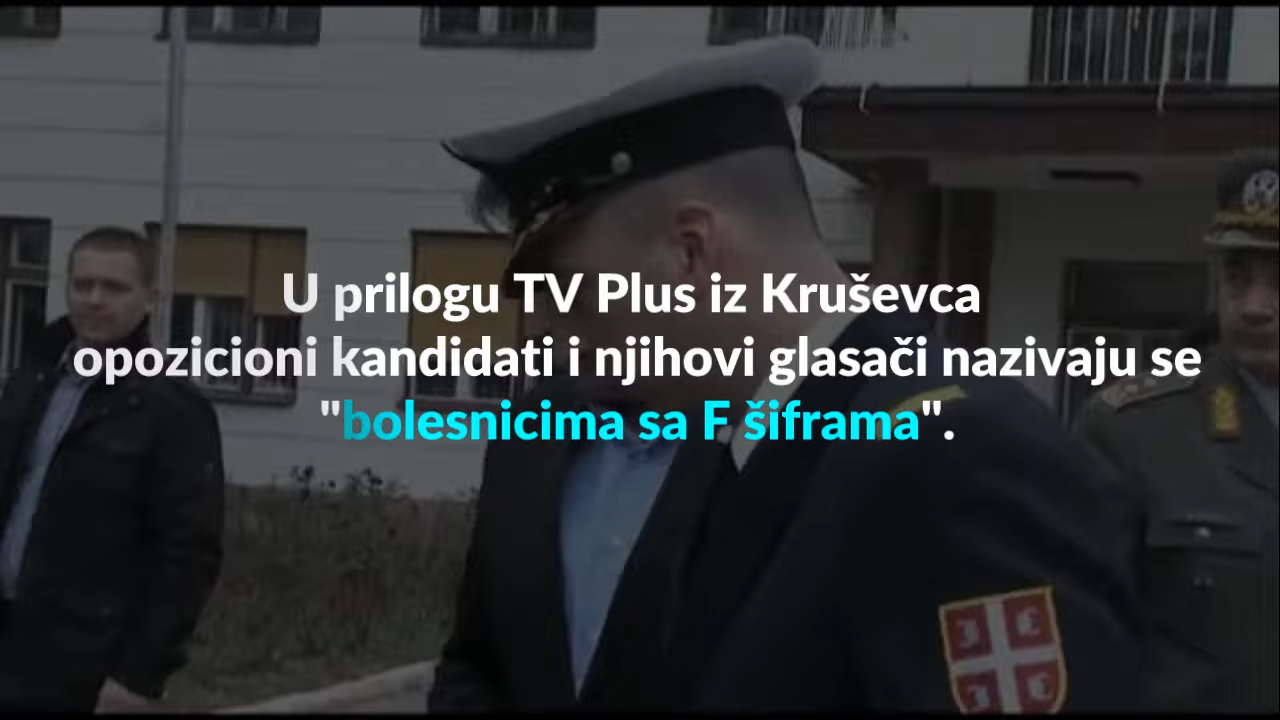 U prilogu TV Plus iz Kruševca
opozicioni kandidati i njihovi glasači nazivaju se
"bolesnicima sa F šiframa".